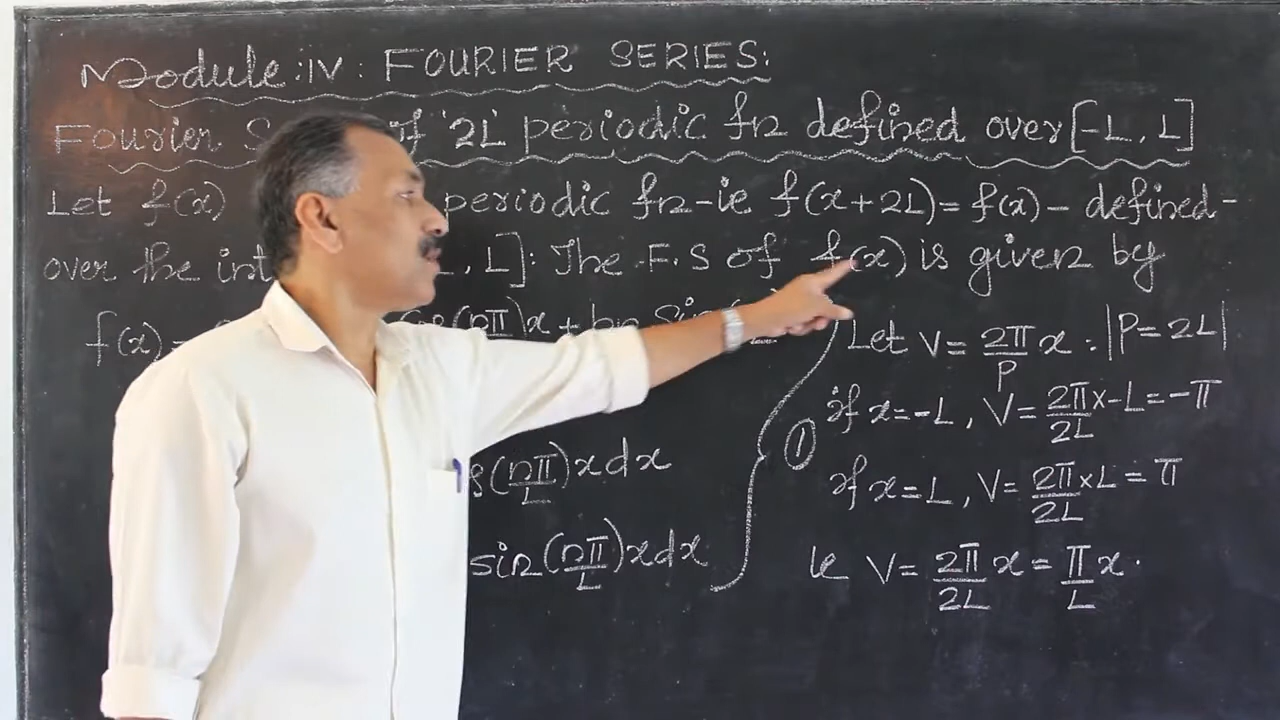 Module: IV: FOURIER SERIES:
Fourier S of '2L' periodic fn defined over [-L, L]
Let f(x) periodic fn - ie f(x+2L) = f(x) - defined -
over the int L, L]: The F.S of f(x) is given by
f(x) = (nπ)x + bn Sin
(nπ/L)x dx
sin(nπ/L)x dx
①
Let V = 2π/P x : |P = 2L|
if x = -L, V = 2π/2L x -L = -π
if x = L, V = 2π/2L x L = π
ie V = 2π/2L x = π/L x.